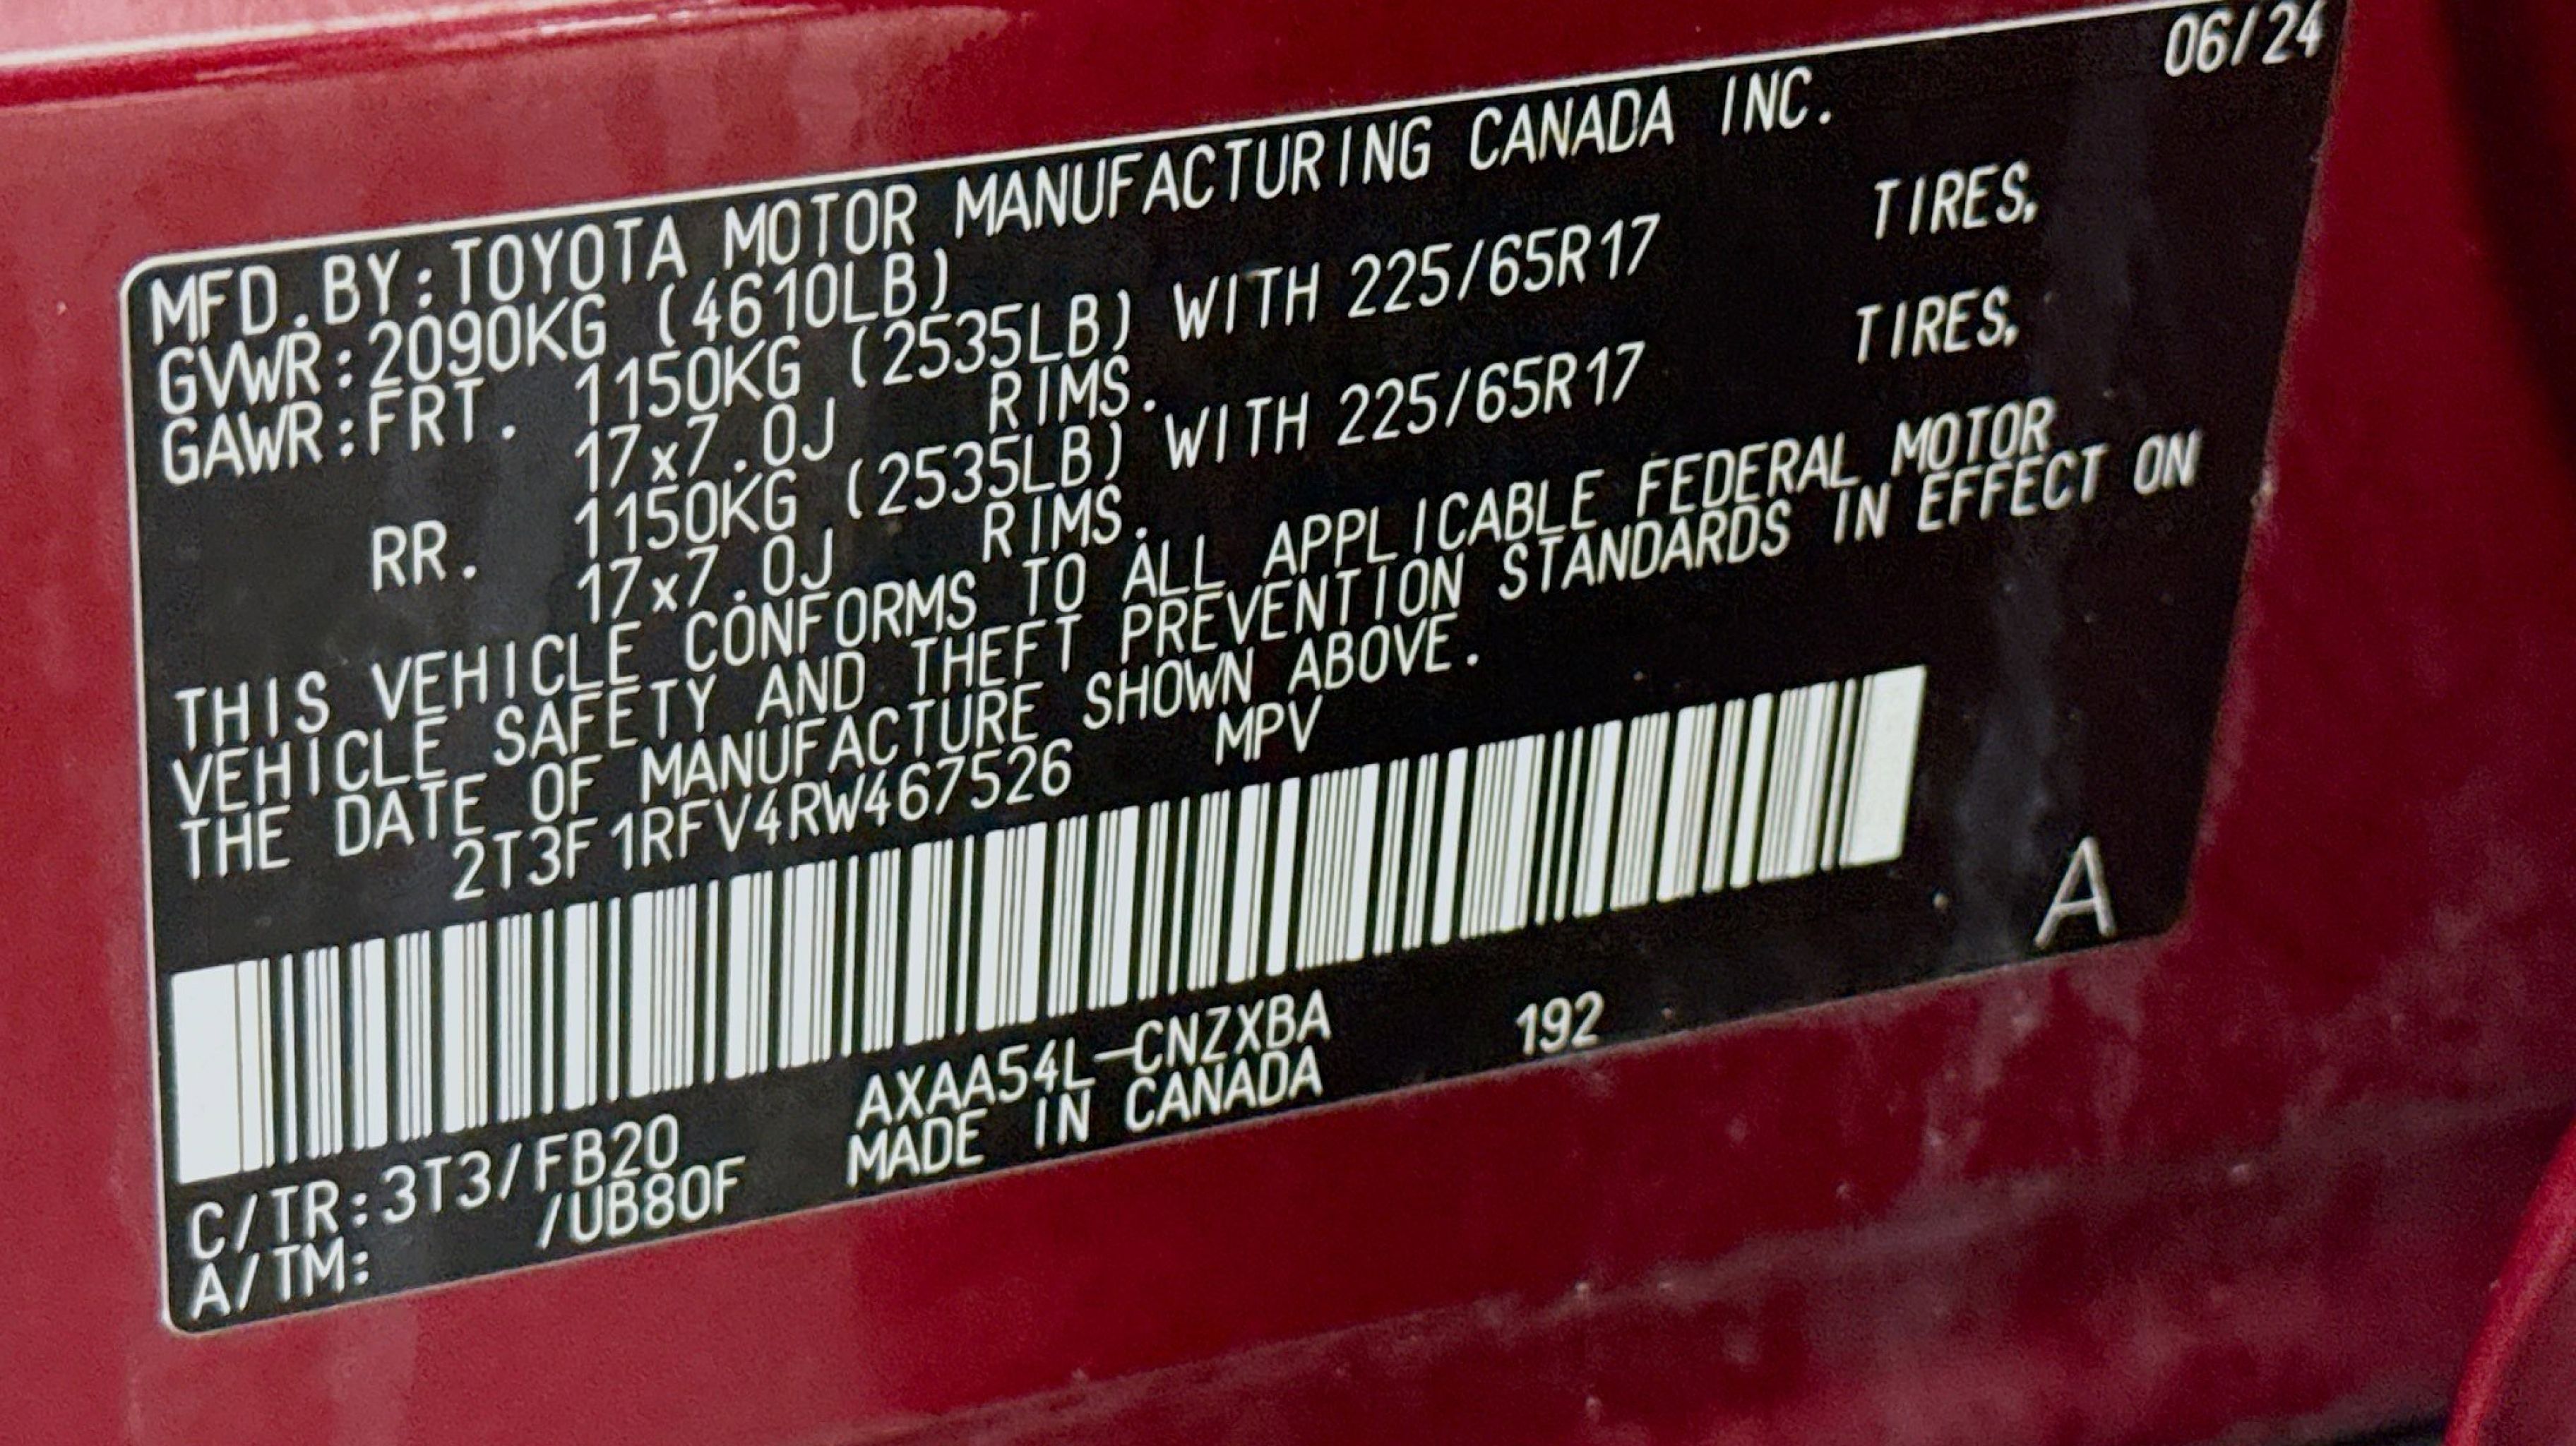 06/24
MFD.BY:TOYOTA MOTOR MANUFACTURING CANADA INC.
GVWR:2090KG (4610LB)
GAWR:FRT. 1150KG (2535LB) WITH 225/65R17 TIRES,
17x7.0J RIMS.
RR. 1150KG (2535LB) WITH 225/65R17 TIRES,
17x7.0J RIMS.
THIS VEHICLE CONFORMS TO ALL APPLICABLE FEDERAL MOTOR
VEHICLE SAFETY AND THEFT PREVENTION STANDARDS IN EFFECT ON
THE DATE OF MANUFACTURE SHOWN ABOVE.
2T3F1RFV4RW467526 MPV
A
C/TR:3T3/FB20 AXAA54L-CNZXBA 192
A/TM: /UB80F MADE IN CANADA